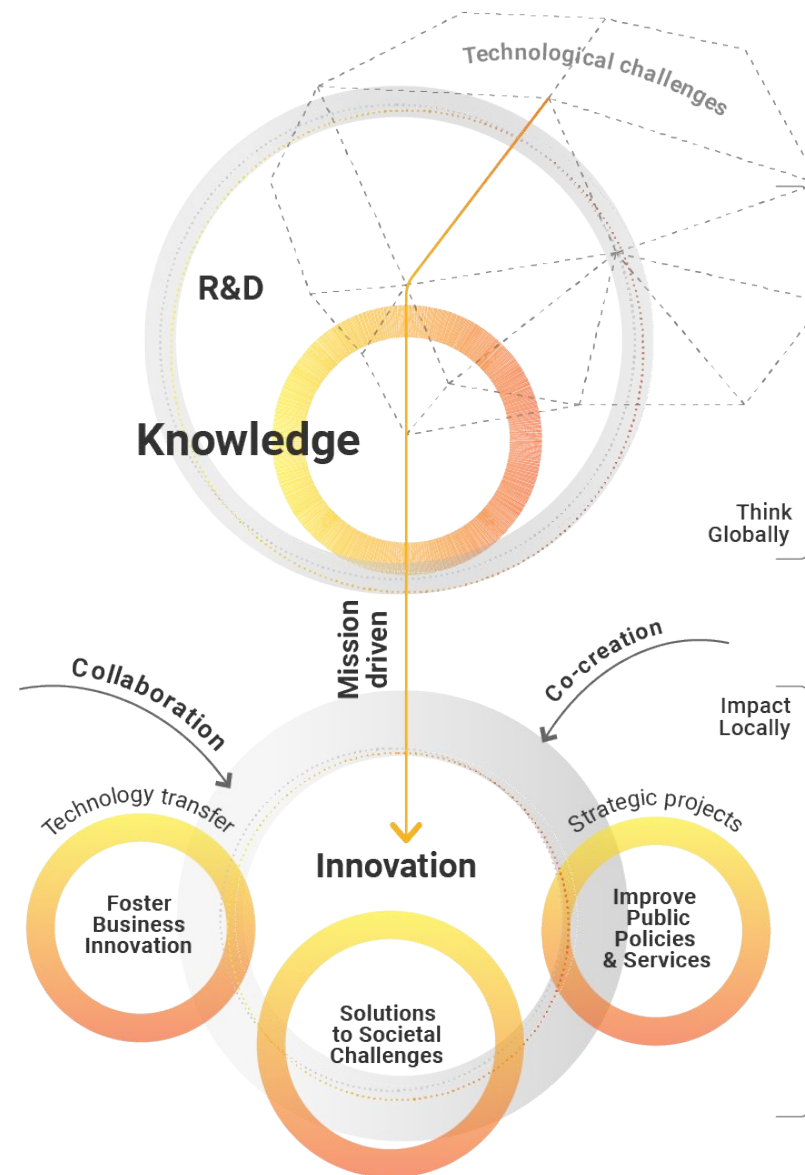 Technological challenges
R&D
Knowledge
Think
Globally
Mission
driven
Collaboration
Co-creation
Impact
Locally
Technology transfer
Strategic projects
Innovation
Foster
Business
Innovation
Improve
Public
Policies
& Services
Solutions
to Societal
Challenges